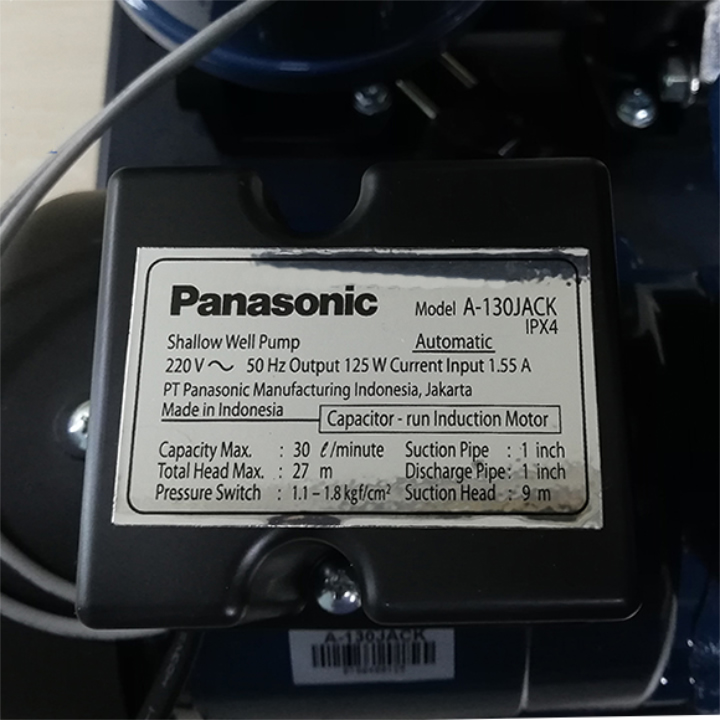 Panasonic Model A-130JACK
IPX4
Shallow Well Pump Automatic
220 V ~ 50 Hz Output 125 W Current Input 1.55 A
PT Panasonic Manufacturing Indonesia, Jakarta
Made in Indonesia Capacitor - run Induction Motor
Capacity Max. : 30 ℓ/minute Suction Pipe : 1 inch
Total Head Max. : 27 m Discharge Pipe : 1 inch
Pressure Switch : 1.1 – 1.8 kgf/cm² Suction Head : 9 m
A-130JACK